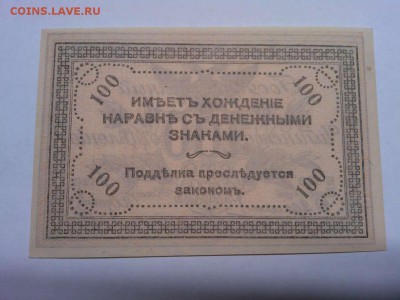 COINS.LAVE.RU
100 100
ИМѢЕТЪ ХОЖДЕНІЕ
НАРАВНѢ СЪ ДЕНЕЖНЫМИ
ЗНАКАМИ.
Поддѣлка преслѣдуется
закономъ.
100 100